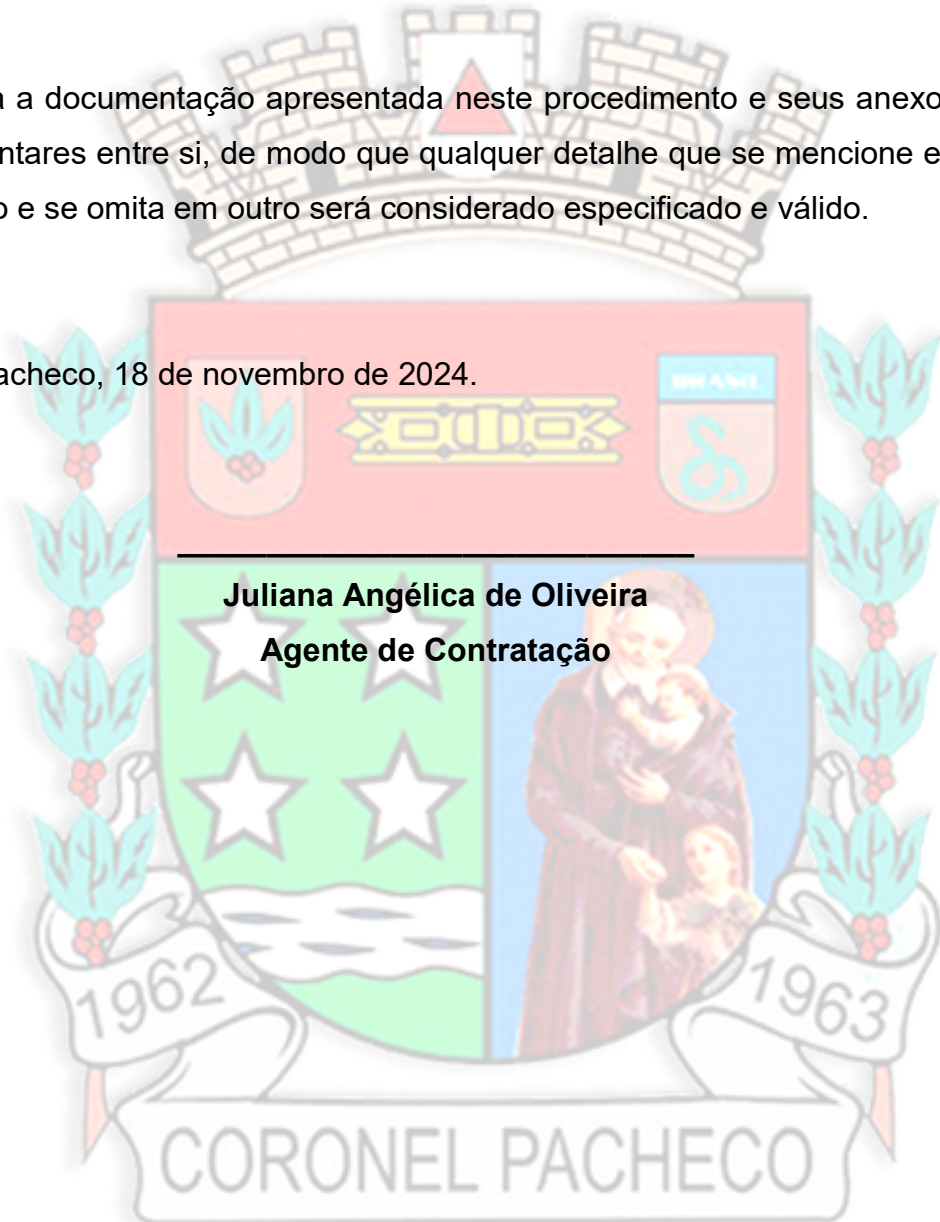 a documentação apresentada neste procedimento e seus anexo
ntares entre si, de modo que qualquer detalhe que se mencione e
o e se omita em outro será considerado especificado e válido.
acheco, 18 de novembro de 2024.
BRASIL
Juliana Angélica de Oliveira
Agente de Contratação
1962
1963
CORONEL PACHECO